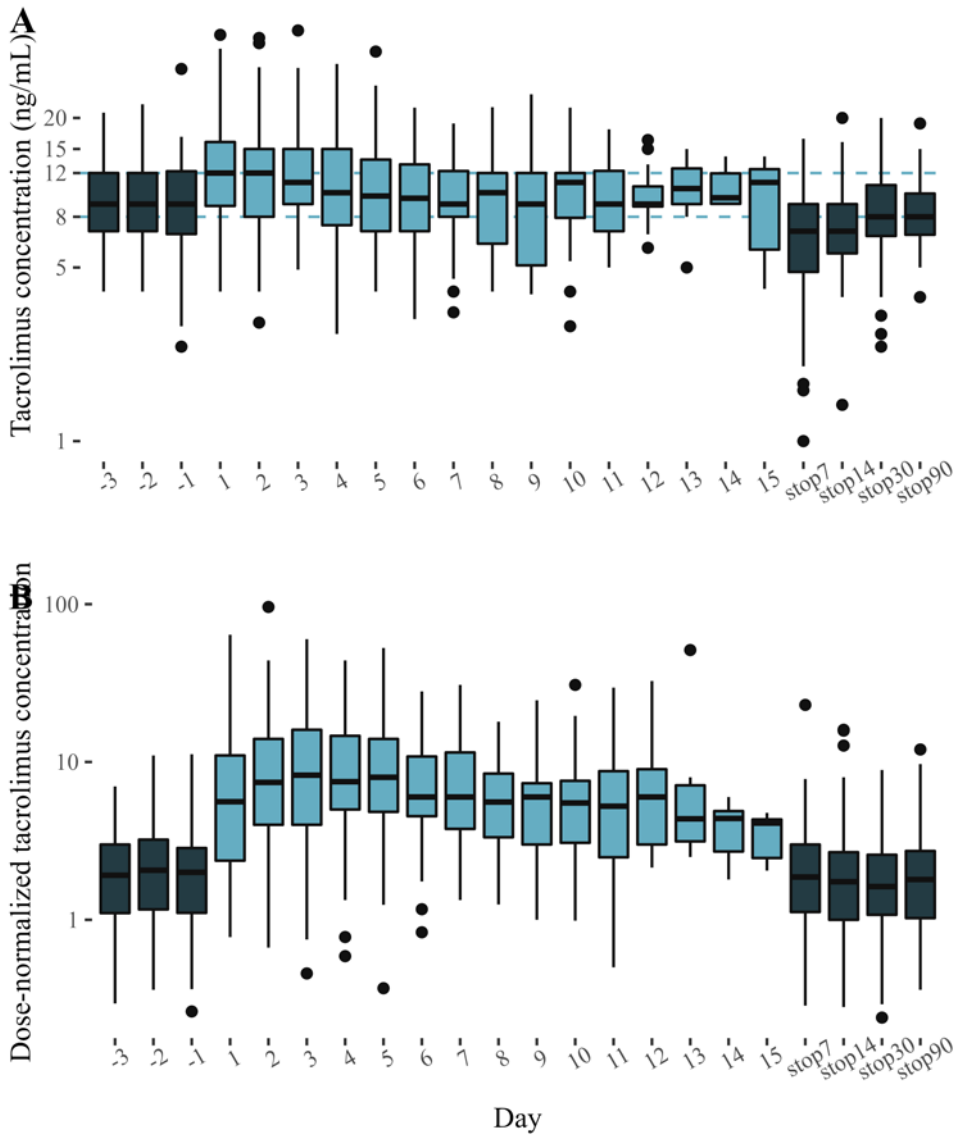 A
Tacrolimus concentration (ng/mL)
20
15
12
8
5
1
-3 -2 -1 1 2 3 4 5 6 7 8 9 10 11 12 13 14 15 stop7 stop14 stop30 stop90
B
Dose-normalized tacrolimus concentration
100
10
1
-3 -2 -1 1 2 3 4 5 6 7 8 9 10 11 12 13 14 15 stop7 stop14 stop30 stop90
Day